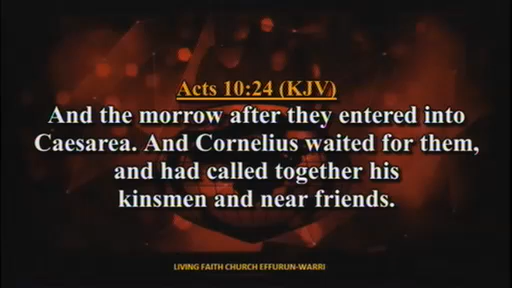 Acts 10:24 (KJV)
And the morrow after they entered into
Caesarea. And Cornelius waited for them,
and had called together his
kinsmen and near friends.
LIVING FAITH CHURCH EFFURUN-WARRI